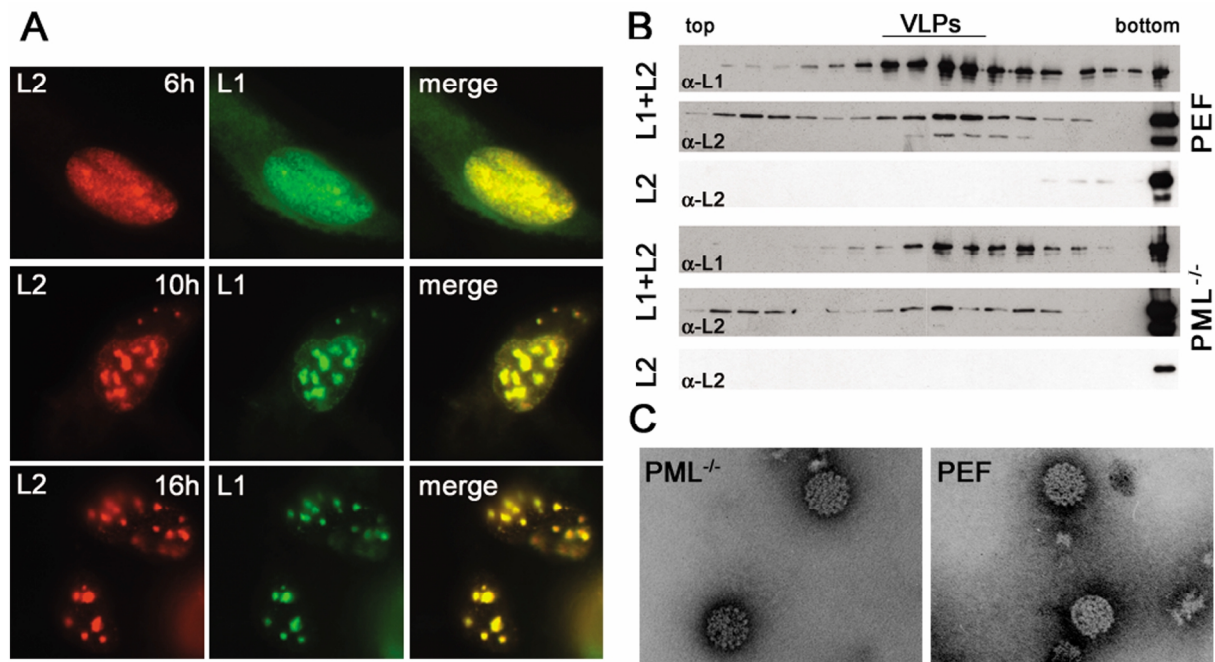 A
L2 6h L1 merge
L2 10h L1 merge
L2 16h L1 merge
B
top VLPs bottom
L1+L2
α-L1
α-L2
L2
α-L2
PEF
L1+L2
α-L1
α-L2
L2
α-L2
PML-/-
C
PML-/- PEF